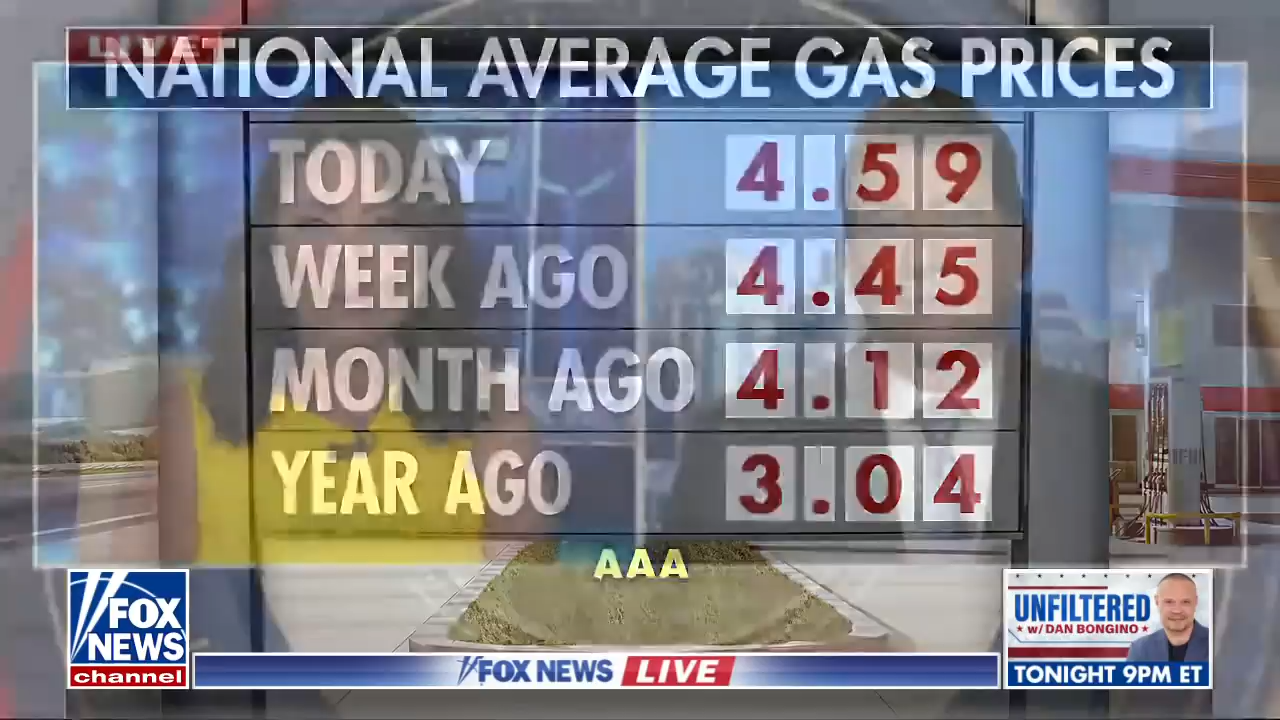 LIVE
NATIONAL AVERAGE GAS PRICES
TODAY 4.59
WEEK AGO 4.45
MONTH AGO 4.12
YEAR AGO 3.04
AAA
FOX
NEWS
channel
FOX NEWS LIVE
UNFILTERED
w/ DAN BONGINO
TONIGHT 9PM ET